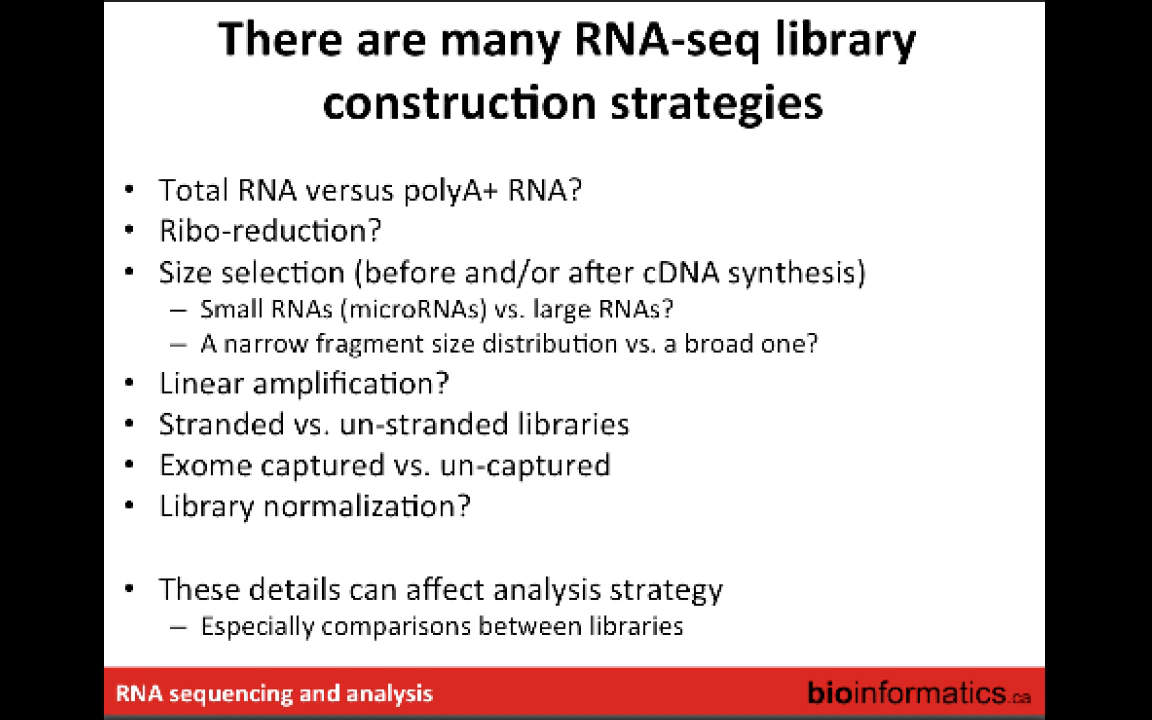 There are many RNA-seq library
construction strategies
• Total RNA versus polyA+ RNA?
• Ribo-reduction?
• Size selection (before and/or after cDNA synthesis)
– Small RNAs (microRNAs) vs. large RNAs?
– A narrow fragment size distribution vs. a broad one?
• Linear amplification?
• Stranded vs. un-stranded libraries
• Exome captured vs. un-captured
• Library normalization?
• These details can affect analysis strategy
– Especially comparisons between libraries
RNA sequencing and analysis
bioinformatics.ca